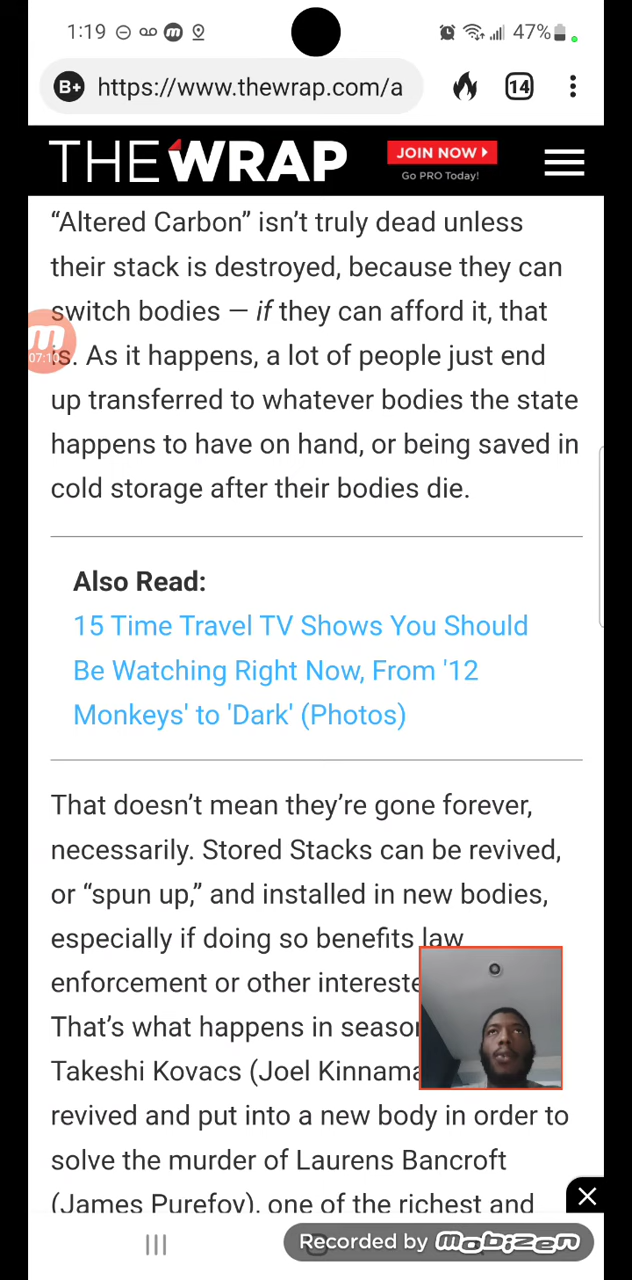 1:19
47%
B+ https://www.thewrap.com/a
14
THE WRAP
JOIN NOW
Go PRO Today!
“Altered Carbon” isn’t truly dead unless
their stack is destroyed, because they can
switch bodies — if they can afford it, that
is. As it happens, a lot of people just end
07:10
up transferred to whatever bodies the state
happens to have on hand, or being saved in
cold storage after their bodies die.
Also Read:
15 Time Travel TV Shows You Should
Be Watching Right Now, From '12
Monkeys' to 'Dark' (Photos)
That doesn’t mean they’re gone forever,
necessarily. Stored Stacks can be revived,
or “spun up,” and installed in new bodies,
especially if doing so benefits law
enforcement or other intereste
That’s what happens in seaso
Takeshi Kovacs (Joel Kinnama
revived and put into a new body in order to
solve the murder of Laurens Bancroft
(James Purefoy), one of the richest and
Recorded by mobizen